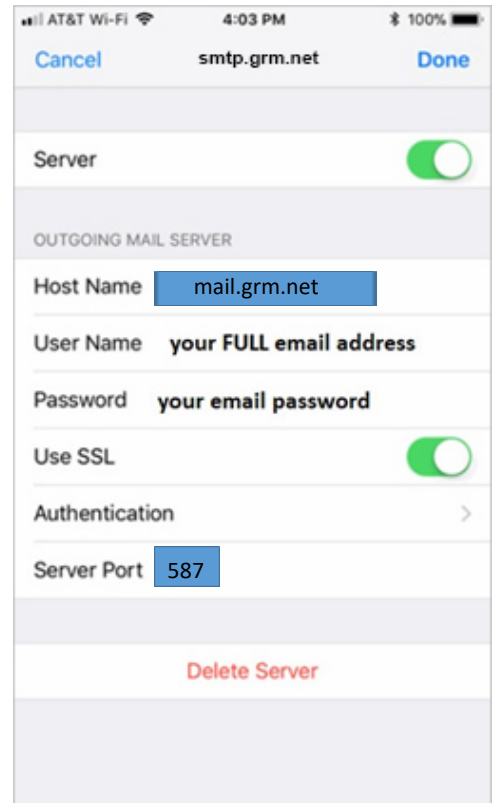 AT&T Wi-Fi 4:03 PM 100%
Cancel smtp.grm.net Done
Server
OUTGOING MAIL SERVER
Host Name mail.grm.net
User Name your FULL email address
Password your email password
Use SSL
Authentication >
Server Port 587
Delete Server